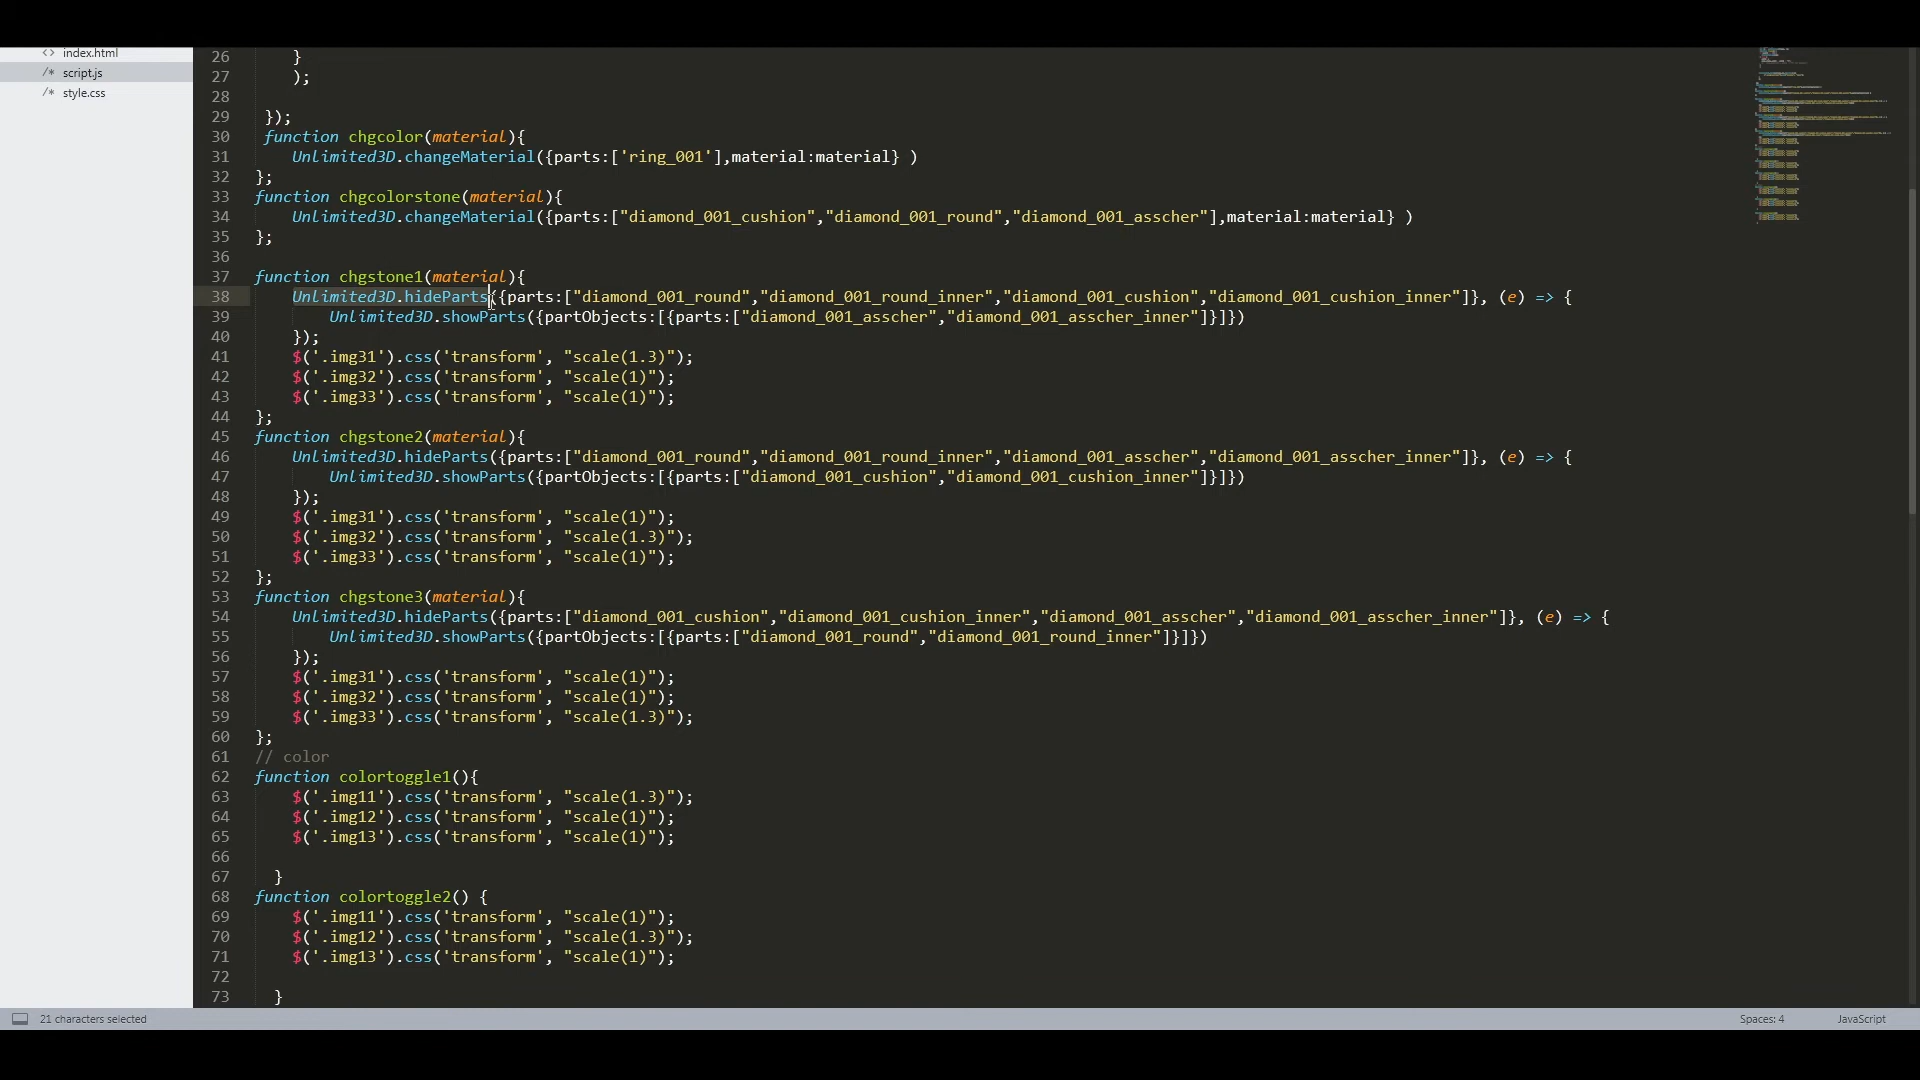 <> index.html
/* script.js
/* style.css
26 }
27 );
28
29 });
30 function chgcolor(material){
31 Unlimited3D.changeMaterial({parts:['ring_001'],material:material} )
32 };
33 function chgcolorstone(material){
34 Unlimited3D.changeMaterial({parts:["diamond_001_cushion","diamond_001_round","diamond_001_asscher"],material:material} )
35 };
36
37 function chgstone1(material){
38 Unlimited3D.hideParts({parts:["diamond_001_round","diamond_001_round_inner","diamond_001_cushion","diamond_001_cushion_inner"]}, (e) => {
39 Unlimited3D.showParts({partObjects:[{parts:["diamond_001_asscher","diamond_001_asscher_inner"]}]})
40 });
41 $('.img31').css('transform', "scale(1.3)");
42 $('.img32').css('transform', "scale(1)");
43 $('.img33').css('transform', "scale(1)");
44 };
45 function chgstone2(material){
46 Unlimited3D.hideParts({parts:["diamond_001_round","diamond_001_round_inner","diamond_001_asscher","diamond_001_asscher_inner"]}, (e) => {
47 Unlimited3D.showParts({partObjects:[{parts:["diamond_001_cushion","diamond_001_cushion_inner"]}]})
48 });
49 $('.img31').css('transform', "scale(1)");
50 $('.img32').css('transform', "scale(1.3)");
51 $('.img33').css('transform', "scale(1)");
52 };
53 function chgstone3(material){
54 Unlimited3D.hideParts({parts:["diamond_001_cushion","diamond_001_cushion_inner","diamond_001_asscher","diamond_001_asscher_inner"]}, (e) => {
55 Unlimited3D.showParts({partObjects:[{parts:["diamond_001_round","diamond_001_round_inner"]}]})
56 });
57 $('.img31').css('transform', "scale(1)");
58 $('.img32').css('transform', "scale(1)");
59 $('.img33').css('transform', "scale(1.3)");
60 };
61 // color
62 function colortoggle1(){
63 $('.img11').css('transform', "scale(1.3)");
64 $('.img12').css('transform', "scale(1)");
65 $('.img13').css('transform', "scale(1)");
66
67 }
68 function colortoggle2() {
69 $('.img11').css('transform', "scale(1)");
70 $('.img12').css('transform', "scale(1.3)");
71 $('.img13').css('transform', "scale(1)");
72
73 }
21 characters selected
Spaces: 4
JavaScript